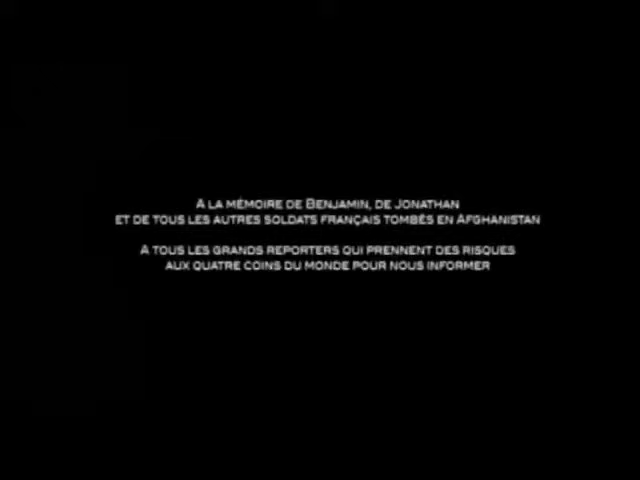 A LA MÉMOIRE DE BENJAMIN, DE JONATHAN
ET DE TOUS LES AUTRES SOLDATS FRANÇAIS TOMBÉS EN AFGHANISTAN
A TOUS LES GRANDS REPORTERS QUI PRENNENT DES RISQUES
AUX QUATRE COINS DU MONDE POUR NOUS INFORMER